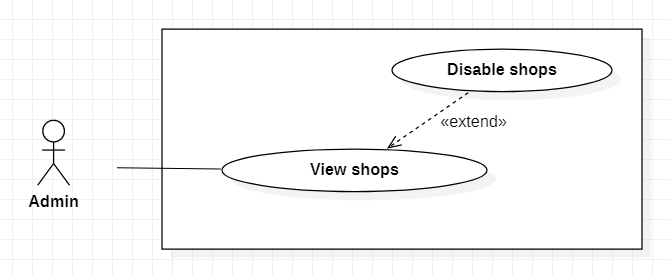 Disable shops
«extend»
View shops
Admin